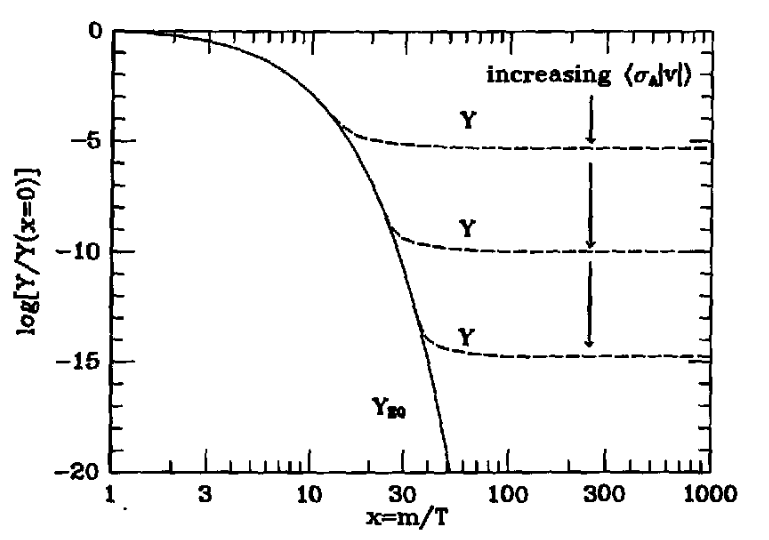 increasing ⟨σ_A|v|⟩
Y
Y
Y
Y_EQ
log[Y/Y(x=0)]
0
−5
−10
−15
−20
1 3 10 30 100 300 1000
x=m/T